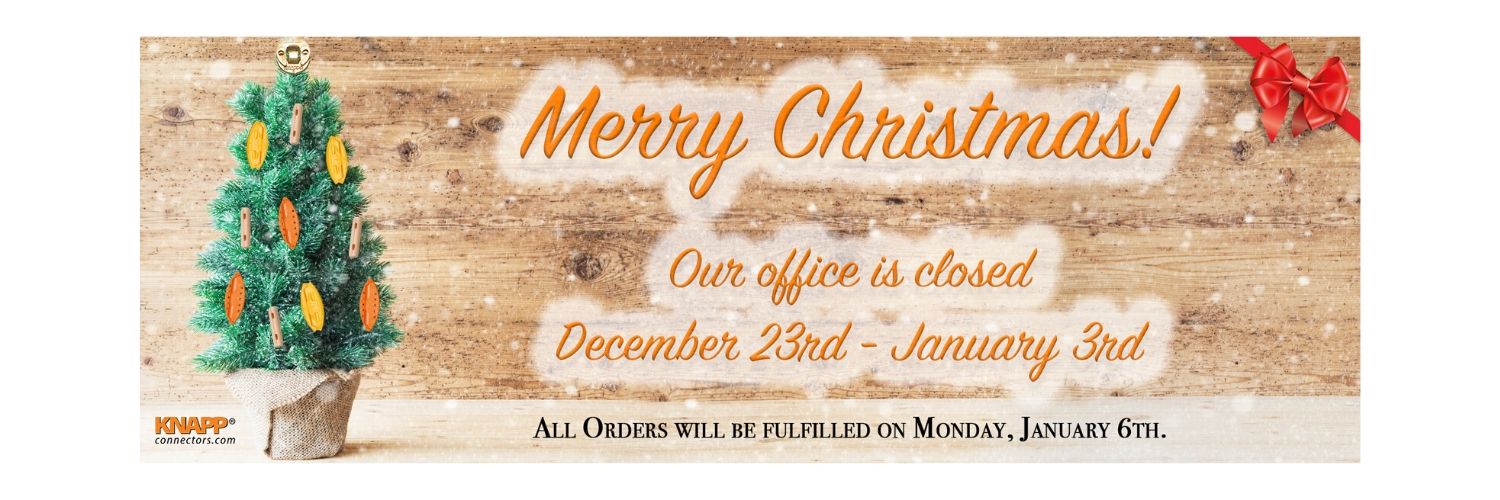 Merry Christmas!
Our office is closed
December 23rd - January 3rd
KNAPP®
connectors.com
All Orders will be fulfilled on Monday, January 6th.